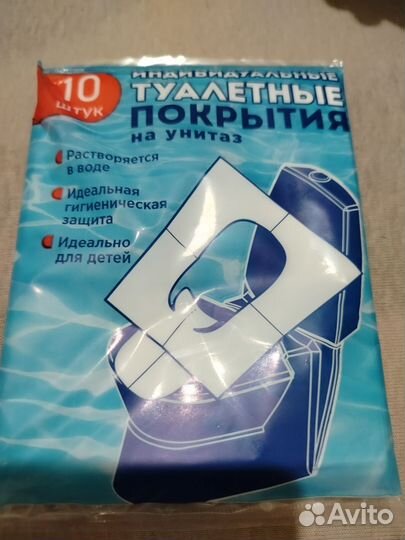 10
штук
ИНДИВИДУАЛЬНЫЕ
ТУАЛЕТНЫЕ
ПОКРЫТИЯ
на унитаз
Растворяется
в воде
Идеальная
гигиеническая
защита
Идеально
для детей
Avito